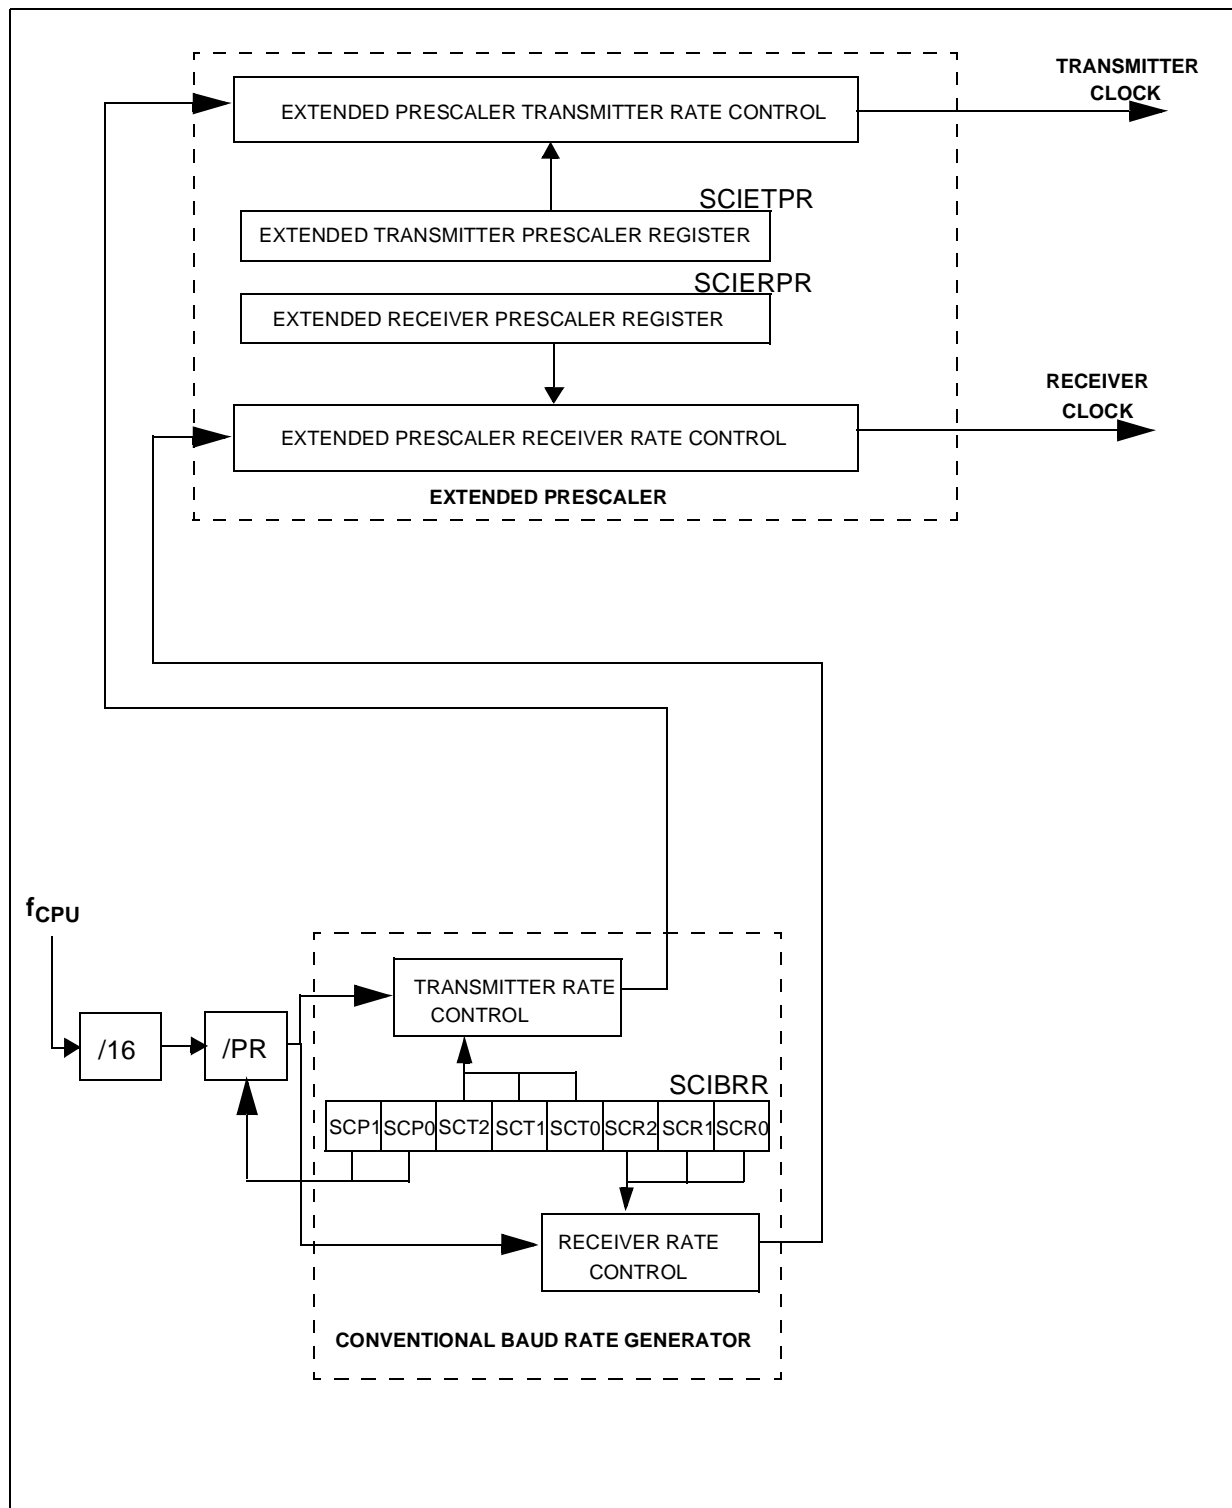 TRANSMITTER
CLOCK
EXTENDED PRESCALER TRANSMITTER RATE CONTROL
SCIETPR
EXTENDED TRANSMITTER PRESCALER REGISTER
SCIERPR
EXTENDED RECEIVER PRESCALER REGISTER
RECEIVER
CLOCK
EXTENDED PRESCALER RECEIVER RATE CONTROL
EXTENDED PRESCALER
fCPU
TRANSMITTER RATE
CONTROL
/16
/PR
SCIBRR
SCP1 SCP0 SCT2 SCT1 SCT0 SCR2 SCR1 SCR0
RECEIVER RATE
CONTROL
CONVENTIONAL BAUD RATE GENERATOR